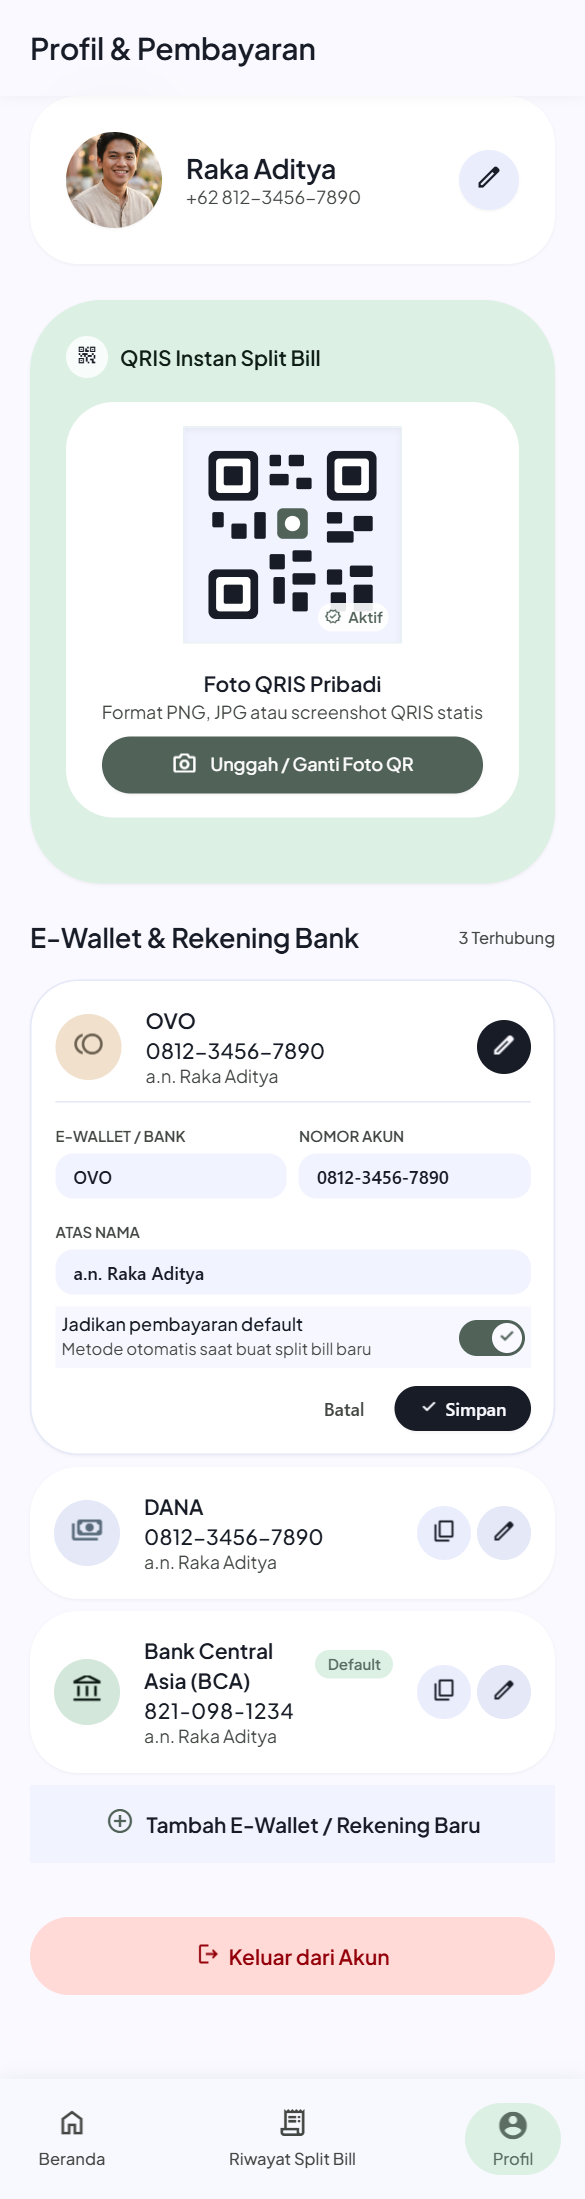 Profil & Pembayaran
Raka Aditya
+62 812-3456-7890
QRIS Instan Split Bill
Aktif
Foto QRIS Pribadi
Format PNG, JPG atau screenshot QRIS statis
Unggah / Ganti Foto QR
E-Wallet & Rekening Bank
3 Terhubung
OVO
0812-3456-7890
a.n. Raka Aditya
E-WALLET / BANK
NOMOR AKUN
OVO
0812-3456-7890
ATAS NAMA
a.n. Raka Aditya
Jadikan pembayaran default
Metode otomatis saat buat split bill baru
Batal
Simpan
DANA
0812-3456-7890
a.n. Raka Aditya
Bank Central
Asia (BCA)
Default
821-098-1234
a.n. Raka Aditya
Tambah E-Wallet / Rekening Baru
Keluar dari Akun
Beranda
Riwayat Split Bill
Profil